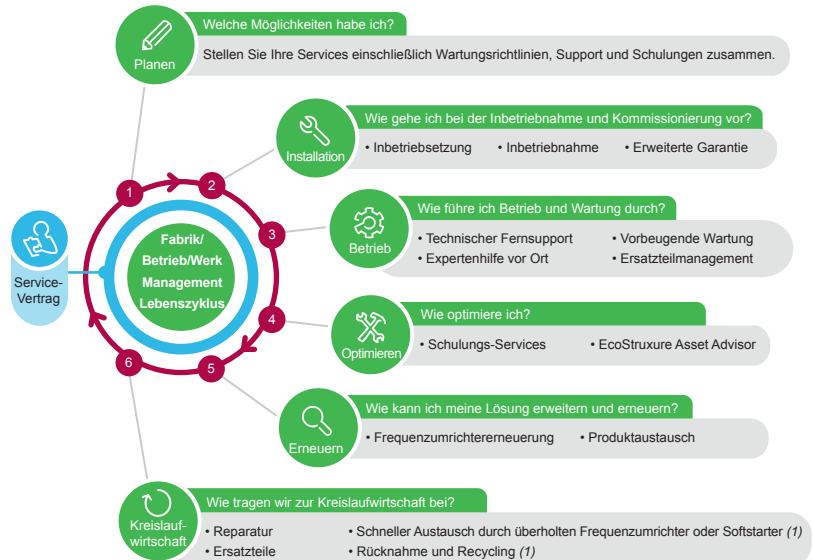 Welche Möglichkeiten habe ich?
Planen
Stellen Sie Ihre Services einschließlich Wartungsrichtlinien, Support und Schulungen zusammen.
Wie gehe ich bei der Inbetriebnahme und Kommissionierung vor?
Installation
• Inbetriebsetzung • Inbetriebnahme • Erweiterte Garantie
1
2
3
4
5
6
Fabrik/
Betrieb/Werk
Management
Lebenszyklus
Service-
Vertrag
Wie führe ich Betrieb und Wartung durch?
Betrieb
• Technischer Fernsupport • Vorbeugende Wartung
• Expertenhilfe vor Ort • Ersatzteilmanagement
Wie optimiere ich?
Optimieren
• Schulungs-Services • EcoStruxure Asset Advisor
Wie kann ich meine Lösung erweitern und erneuern?
Erneuern
• Frequenzumrichtererneuerung • Produktaustausch
Wie tragen wir zur Kreislaufwirtschaft bei?
Kreislauf-
wirtschaft
• Reparatur • Schneller Austausch durch überholten Frequenzumrichter oder Softstarter (1)
• Ersatzteile • Rücknahme und Recycling (1)